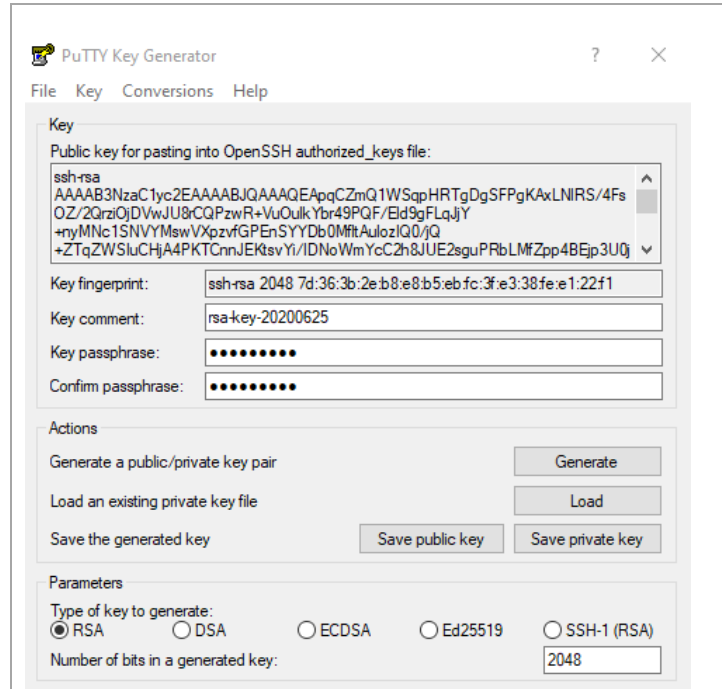 PuTTY Key Generator ?
File Key Conversions Help
Key
Public key for pasting into OpenSSH authorized_keys file:
ssh-rsa
AAAAB3NzaC1yc2EAAAABJQAAAQEApqCZmQ1WSqpHRTgDgSFPgKAxLNIRS/4Fs
OZ/2QrziOjDVwJU8rCQPzwR+VuOulkYbr49PQF/Eld9gFLqJjY
+nyMNc1SNVYMswVXpzvfGPEnSYYDb0MfltAulozIQ0/jQ
+ZTqZWSluCHjA4PKTCnnJEKtsvYi/IDNoWmYcC2h8JUE2sguPRbLMfZpp4BEjp3U0j
Key fingerprint: ssh-rsa 2048 7d:36:3b:2e:b8:e8:b5:eb:fc:3f:e3:38:fe:e1:22:f1
Key comment: rsa-key-20200625
Key passphrase: ●●●●●●●●●
Confirm passphrase: ●●●●●●●●●
Actions
Generate a public/private key pair Generate
Load an existing private key file Load
Save the generated key Save public key Save private key
Parameters
Type of key to generate:
RSA DSA ECDSA Ed25519 SSH-1 (RSA)
Number of bits in a generated key: 2048